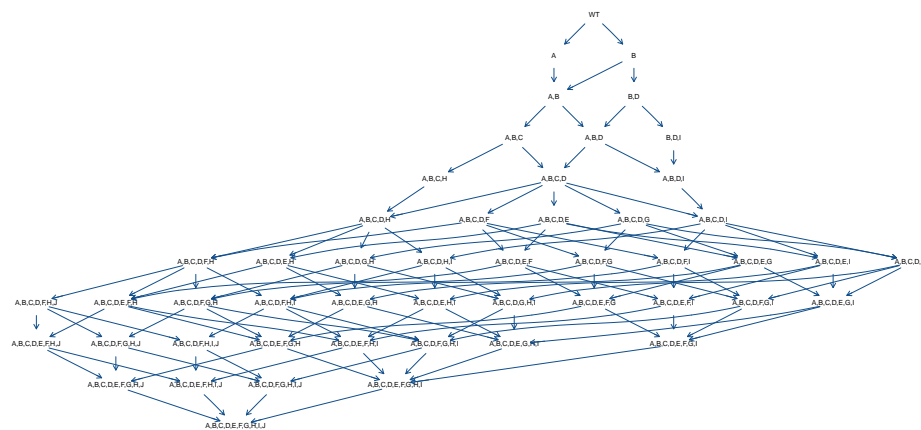 WT
A
B
A,B
B,D
A,B,C
A,B,D
B,D,I
A,B,C,H
A,B,C,D
A,B,D,I
A,B,C,D,H
A,B,C,D,F
A,B,C,D,E
A,B,C,D,G
A,B,C,D,I
A,B,C,D,F,H
A,B,C,D,E,H
A,B,C,D,G,H
A,B,C,D,H,I
A,B,C,D,E,F
A,B,C,D,F,G
A,B,C,D,F,I
A,B,C,D,E,G
A,B,C,D,E,I
A,B,C,D,
A,B,C,D,F,H,J
A,B,C,D,E,F,H
A,B,C,D,F,G,H
A,B,C,D,F,H,I
A,B,C,D,E,G,H
A,B,C,D,E,H,I
A,B,C,D,G,H,I
A,B,C,D,E,F,G
A,B,C,D,E,F,I
A,B,C,D,F,G,I
A,B,C,D,E,G,I
A,B,C,D,E,F,H,J
A,B,C,D,F,G,H,J
A,B,C,D,F,H,I,J
A,B,C,D,E,F,G,H
A,B,C,D,E,F,H,I
A,B,C,D,F,G,H,I
A,B,C,D,E,G,H,I
A,B,C,D,E,F,G,I
A,B,C,D,E,F,G,H,J
A,B,C,D,E,F,H,I,J
A,B,C,D,F,G,H,I,J
A,B,C,D,E,F,G,H,I
A,B,C,D,E,F,G,H,I,J